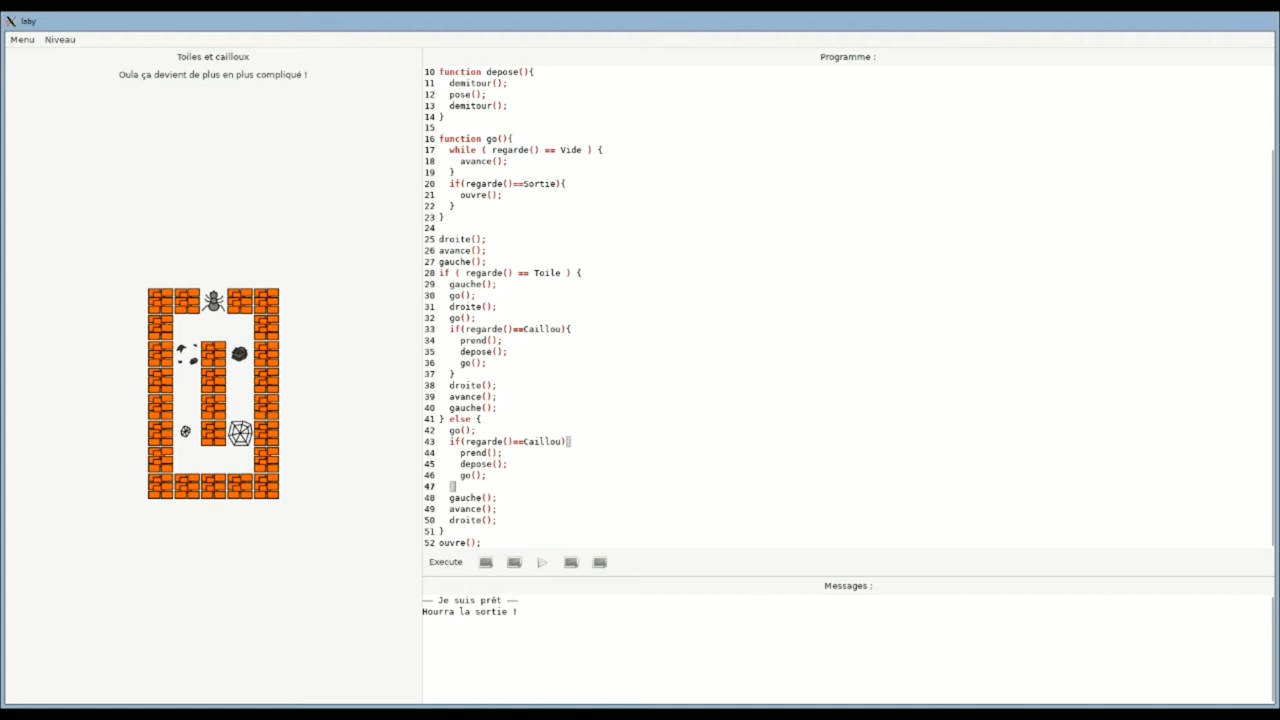 laby
Menu Niveau
Toiles et cailloux
Oula ça devient de plus en plus compliqué !
Programme :
10 function depose(){
11 demitour();
12 pose();
13 demitour();
14 }
15
16 function go(){
17 while ( regarde() == Vide ) {
18 avance();
19 }
20 if(regarde()==Sortie){
21 ouvre();
22 }
23 }
24
25 droite();
26 avance();
27 gauche();
28 if ( regarde() == Toile ) {
29 gauche();
30 go();
31 droite();
32 go();
33 if(regarde()==Caillou){
34 prend();
35 depose();
36 go();
37 }
38 droite();
39 avance();
40 gauche();
41 } else {
42 go();
43 if(regarde()==Caillou){
44 prend();
45 depose();
46 go();
47 }
48 gauche();
49 avance();
50 droite();
51 }
52 ouvre();
Execute
Messages :
—— Je suis prêt ——
Hourra la sortie !